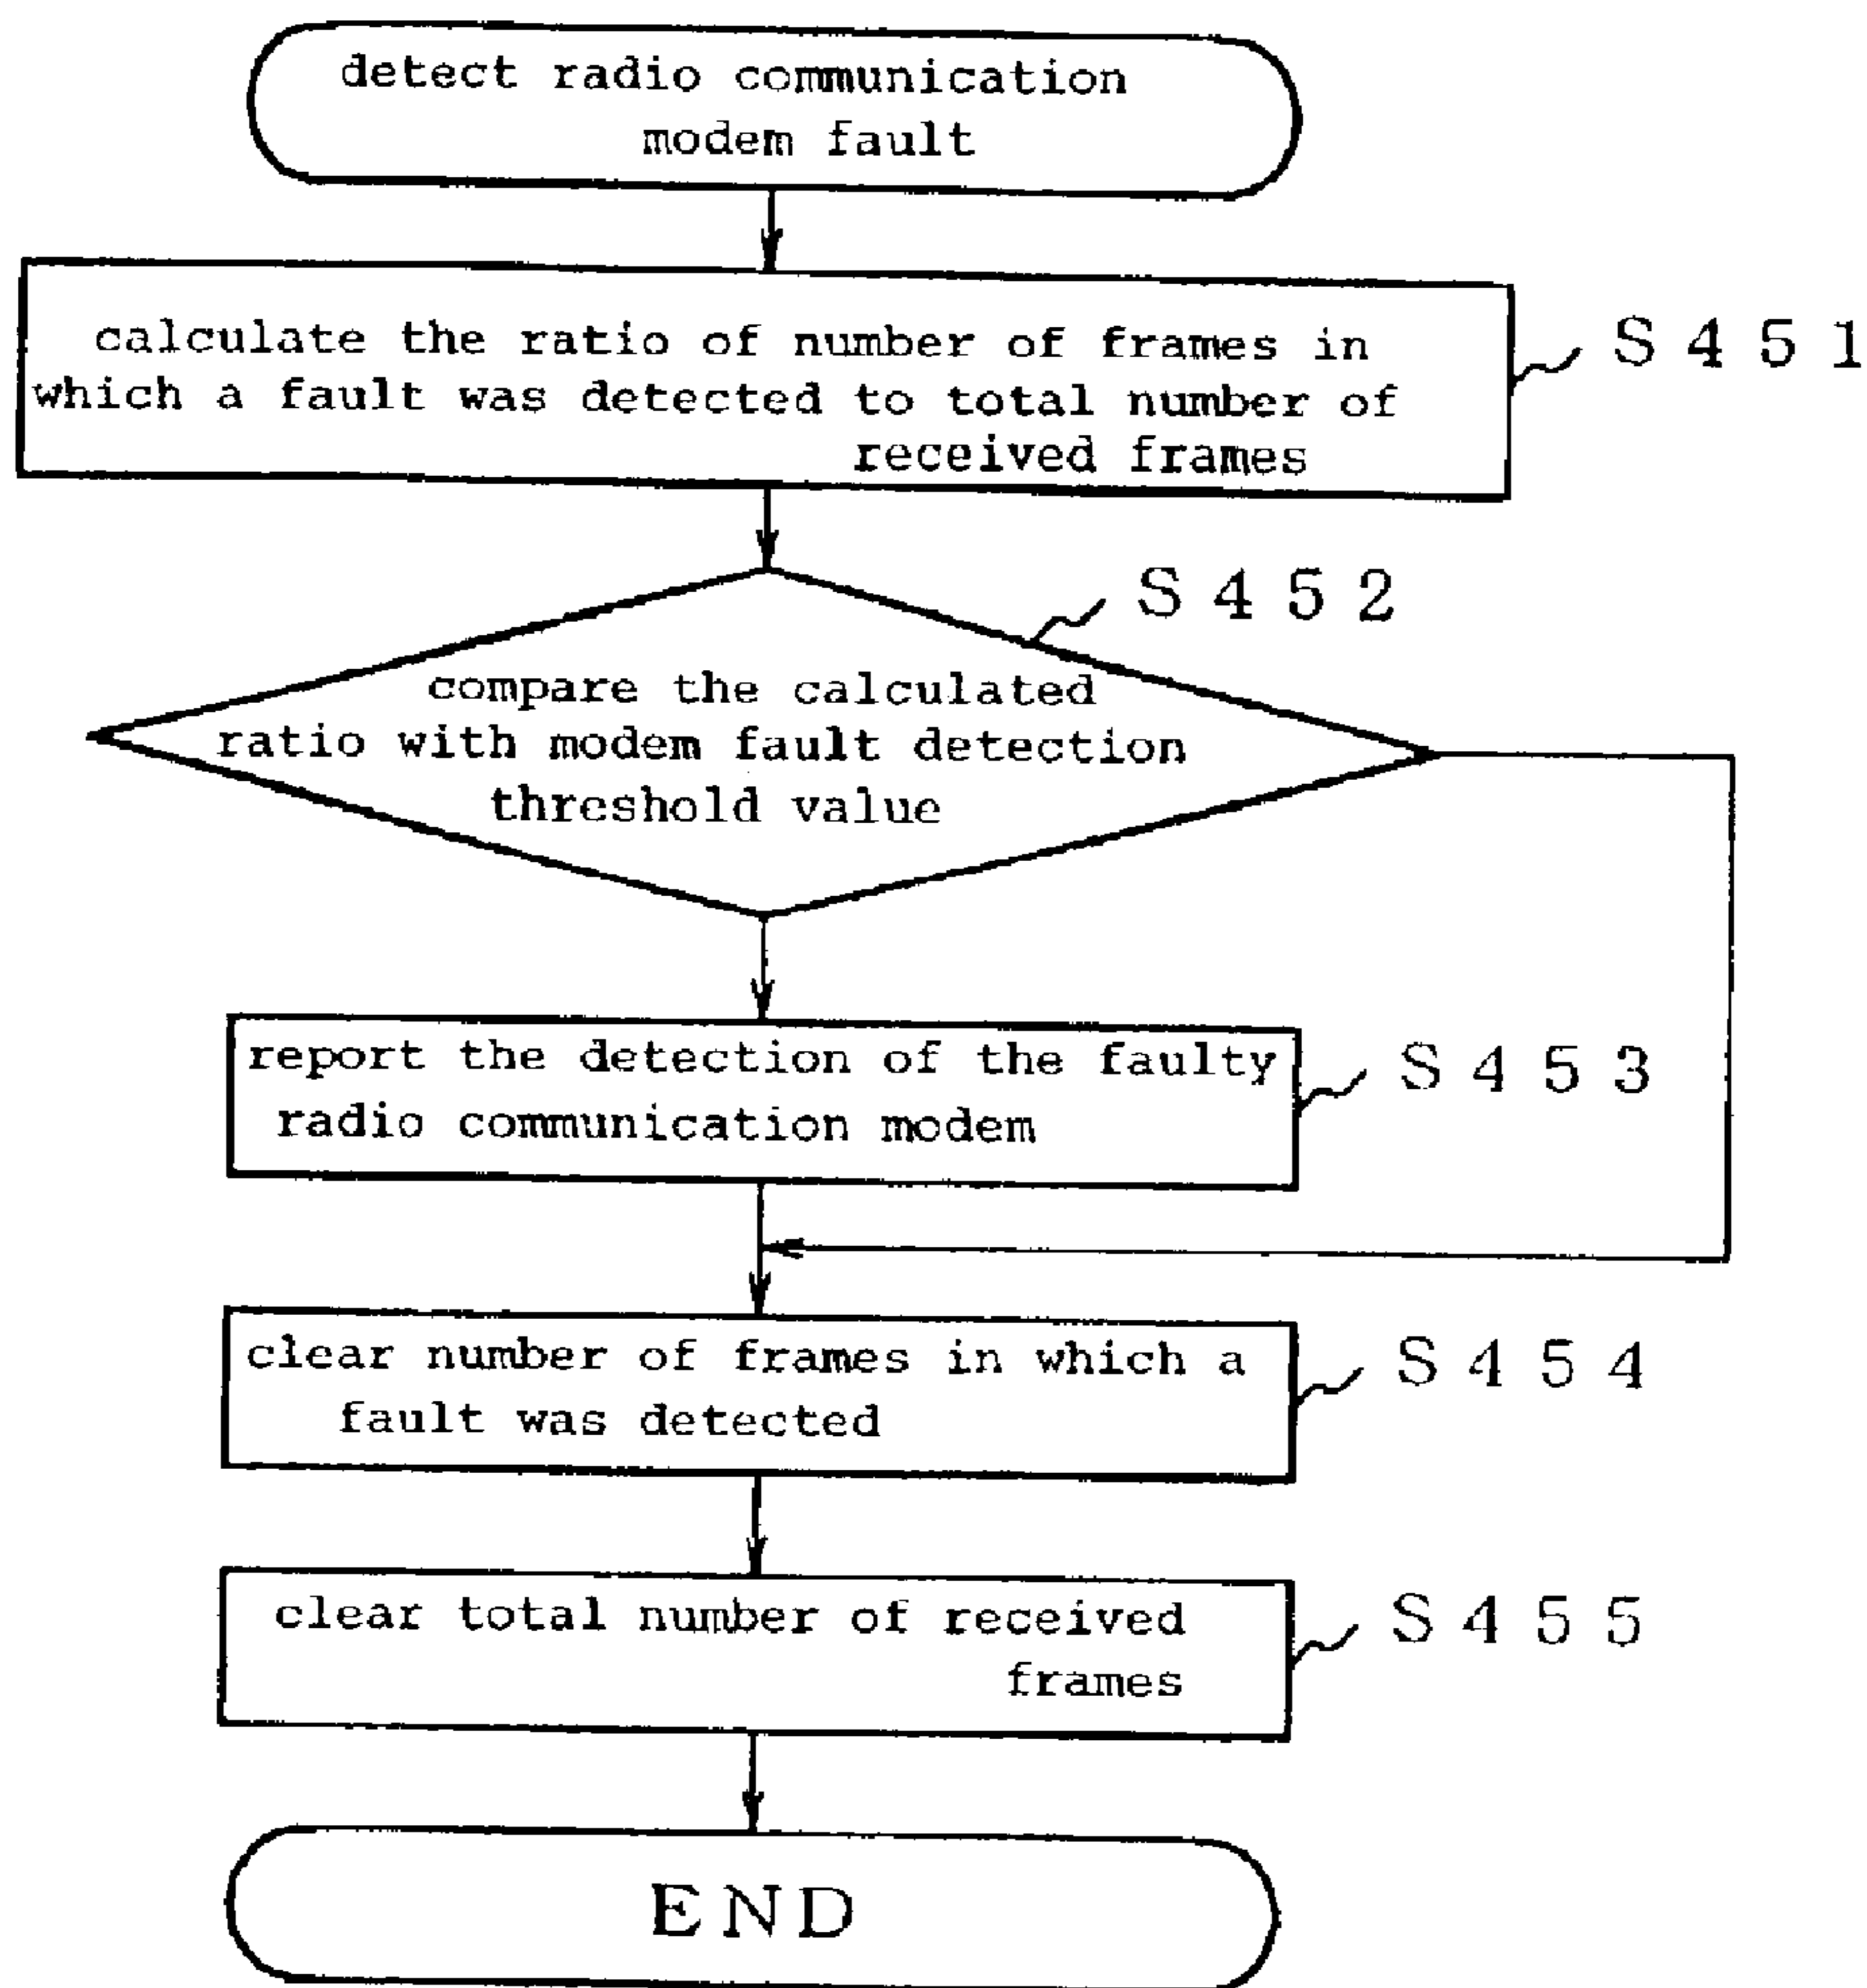 detect radio communication
modem fault
calculate the ratio of number of frames in
which a fault was detected to total number of
received frames
S451
S452
compare the calculated
ratio with modem fault detection
threshold value
report the detection of the faulty
radio communication modem
S453
clear number of frames in which a
fault was detected
S454
clear total number of received
frames
S455
END